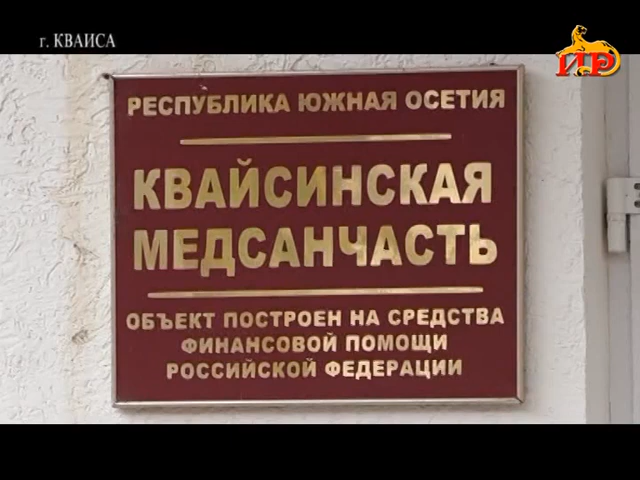 г. КВАИСА
ИР
РЕСПУБЛИКА ЮЖНАЯ ОСЕТИЯ
КВАЙСИНСКАЯ
МЕДСАНЧАСТЬ
ОБЪЕКТ ПОСТРОЕН НА СРЕДСТВА
ФИНАНСОВОЙ ПОМОЩИ
РОССИЙСКОЙ ФЕДЕРАЦИИ